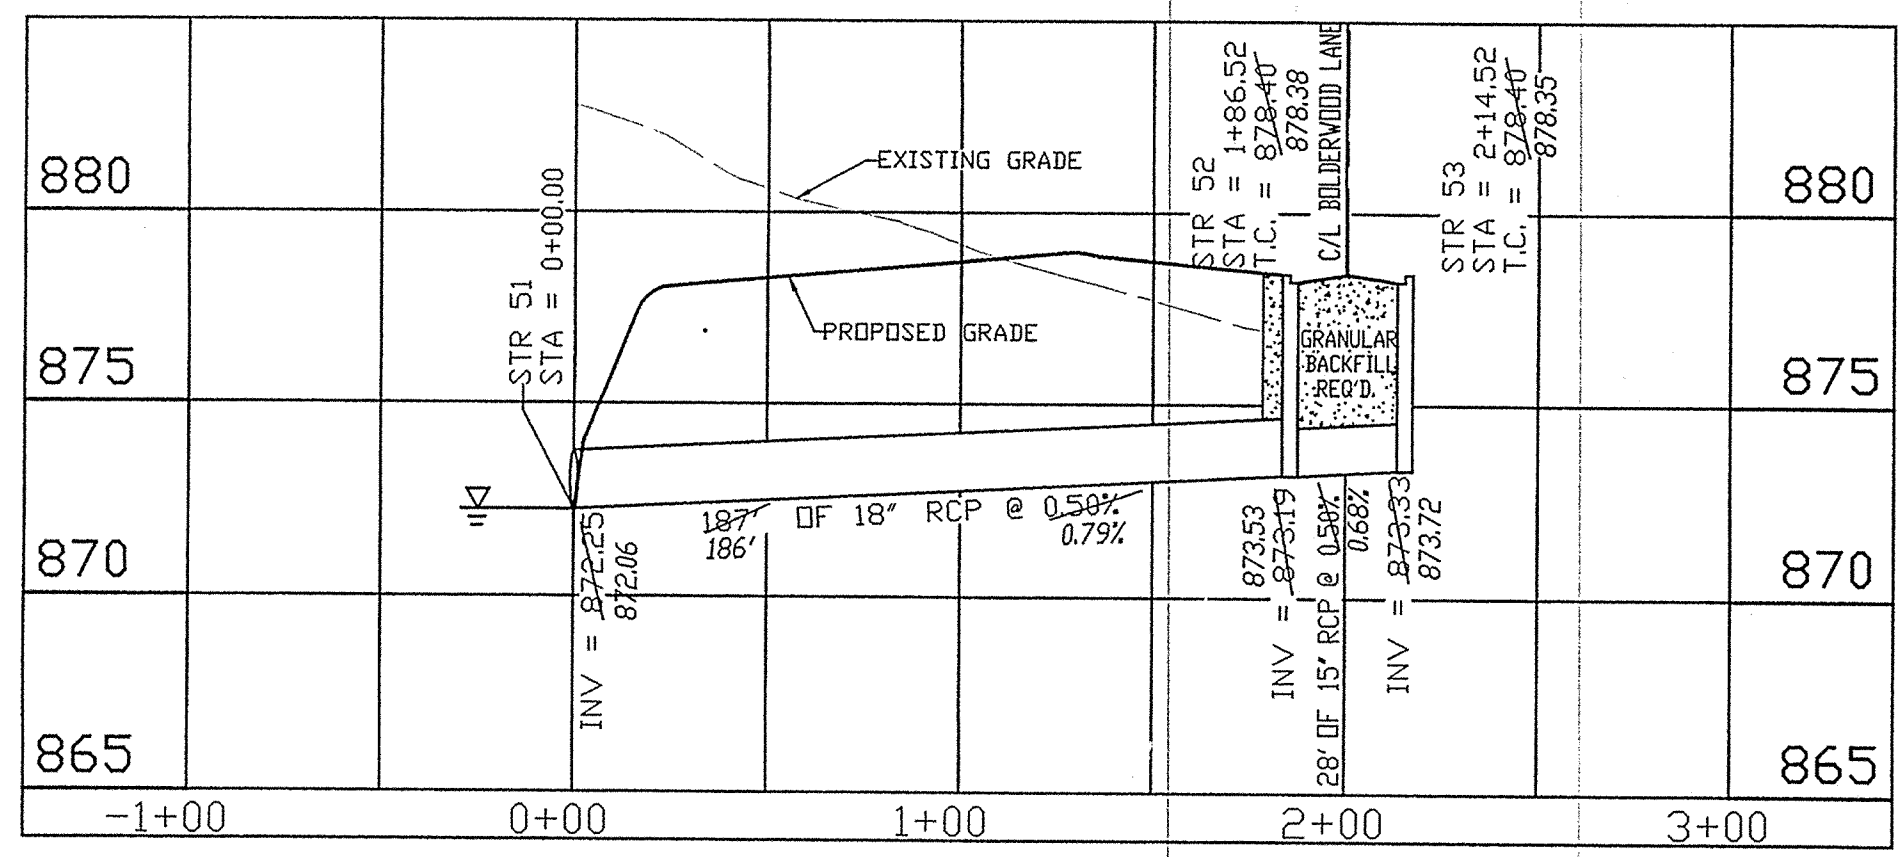 880
875
870
865
STR 51
STA = 0+00.00
EXISTING GRADE
PROPOSED GRADE
STR 52
STA = 1+86.52
T.C. = 878.40
878.38
C/L BOLDERWOOD LANE
STR 53
STA = 2+14.52
T.C. = 878.40
878.35
GRANULAR
BACKFILL
REQ'D.
187' OF 18" RCP @ 0.50%
186' 0.79%
INV = 872.25
872.06
873.53
INV = 873.19
28' OF 15" RCP @ 0.50%
0.68%
INV = 873.33
873.72
880
875
870
865
-1+00 0+00 1+00 2+00 3+00